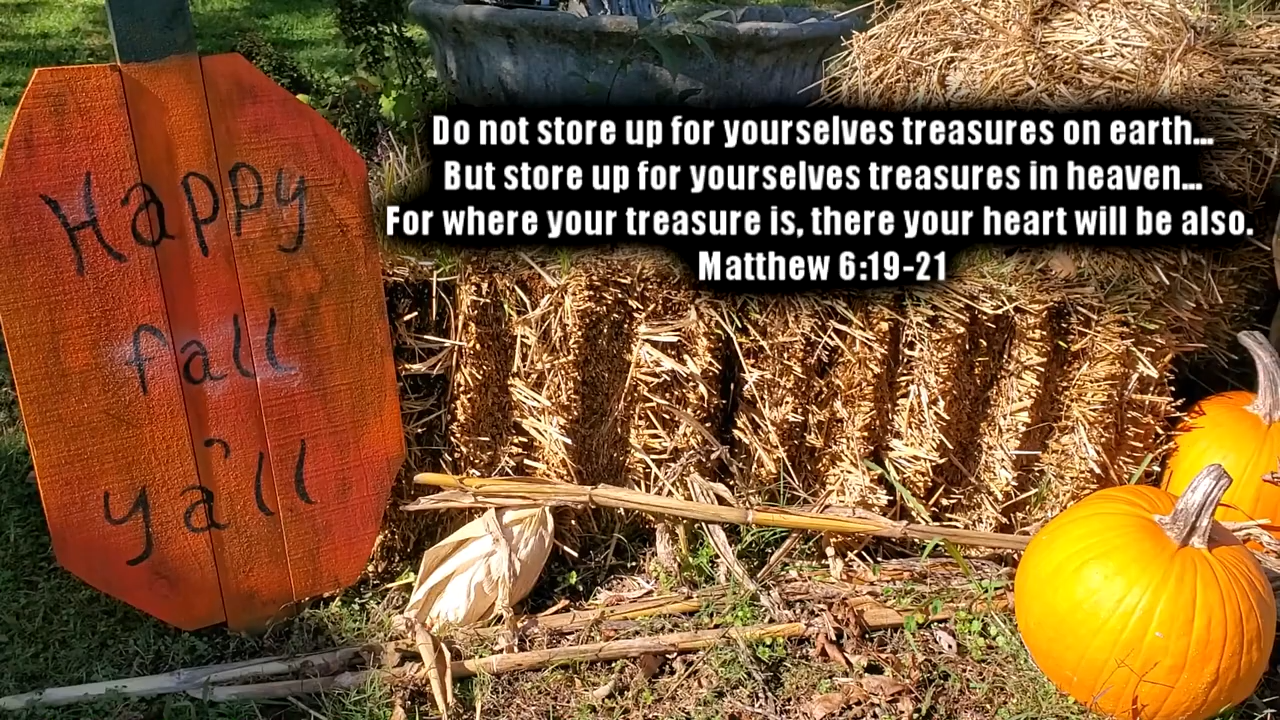 Happy
fall
y'all
Do not store up for yourselves treasures on earth...
But store up for yourselves treasures in heaven...
For where your treasure is, there your heart will be also.
Matthew 6:19-21